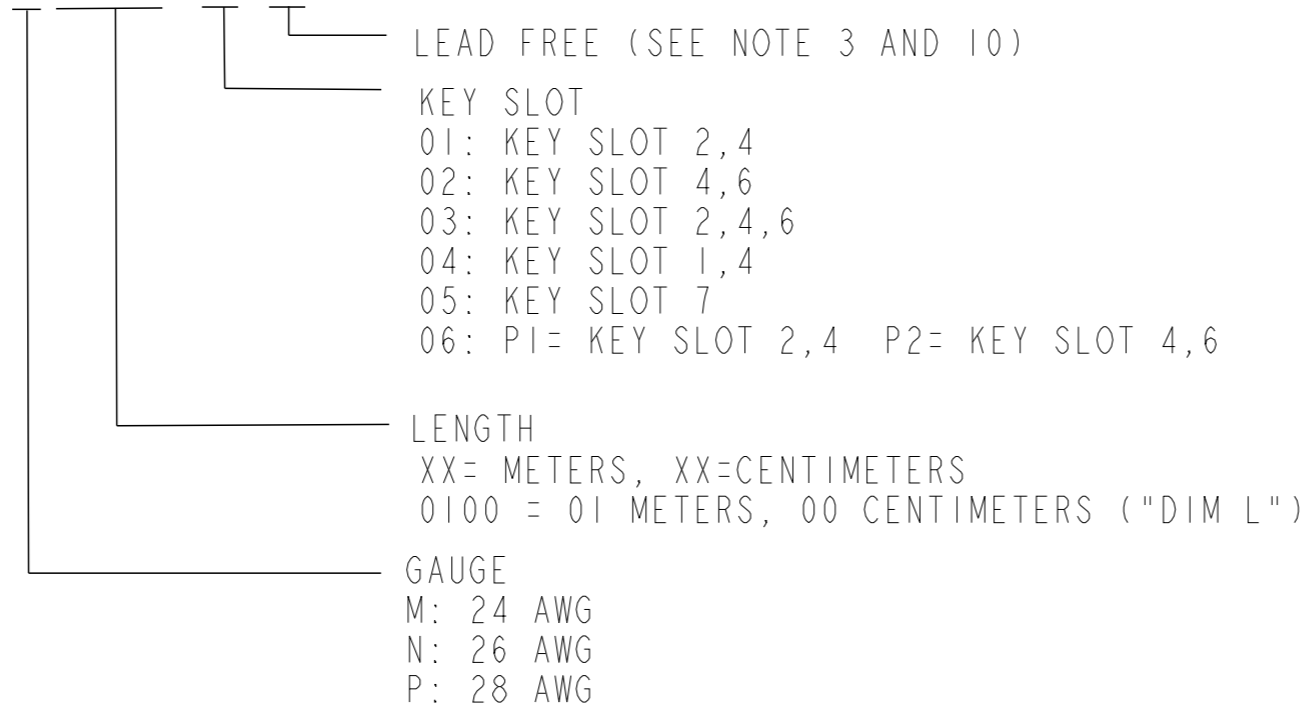 LEAD FREE (SEE NOTE 3 AND 10)
KEY SLOT
01: KEY SLOT 2,4
02: KEY SLOT 4,6
03: KEY SLOT 2,4,6
04: KEY SLOT 1,4
05: KEY SLOT 7
06: P1= KEY SLOT 2,4 P2= KEY SLOT 4,6
LENGTH
XX= METERS, XX=CENTIMETERS
0100 = 01 METERS, 00 CENTIMETERS ("DIM L")
GAUGE
M: 24 AWG
N: 26 AWG
P: 28 AWG